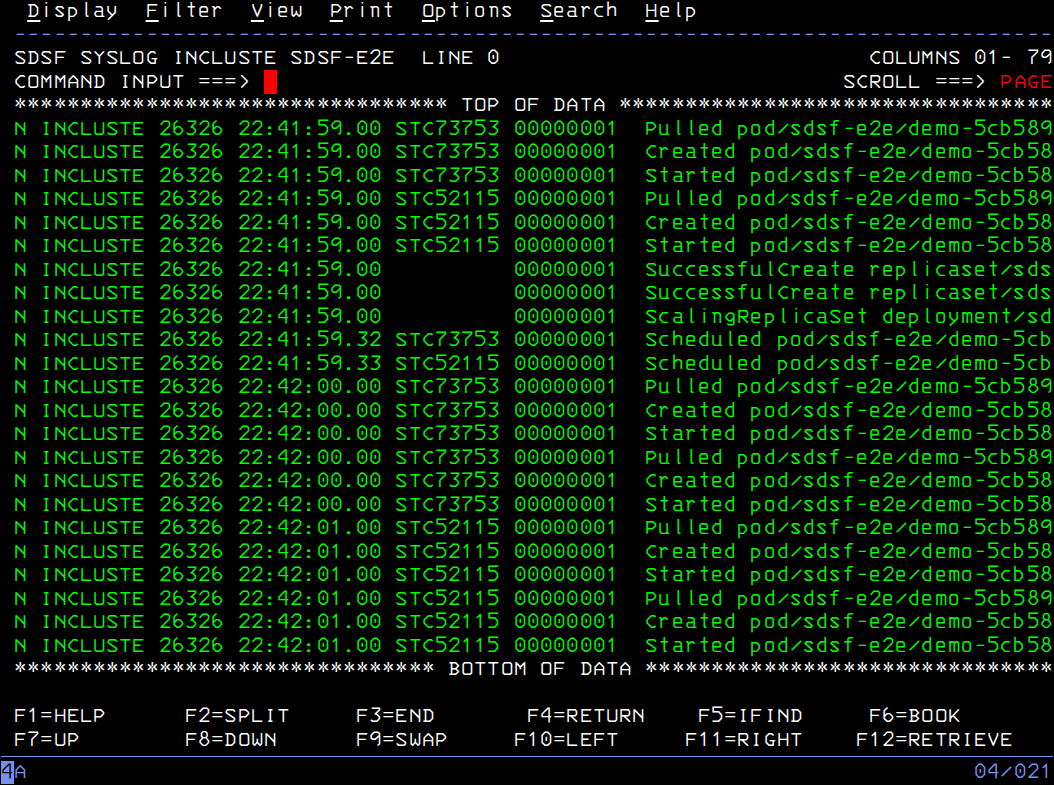 Display  Filter  View  Print  Options  Search  Help
SDSF SYSLOG INCLUSTE SDSF-E2E  LINE 0                            COLUMNS 01- 79
COMMAND INPUT ===>                                             SCROLL ===> PAGE
********************************* TOP OF DATA *********************************
N INCLUSTE 26326 22:41:59.00 STC73753 00000001  Pulled pod/sdsf-e2e/demo-5cb589
N INCLUSTE 26326 22:41:59.00 STC73753 00000001  Created pod/sdsf-e2e/demo-5cb58
N INCLUSTE 26326 22:41:59.00 STC73753 00000001  Started pod/sdsf-e2e/demo-5cb58
N INCLUSTE 26326 22:41:59.00 STC52115 00000001  Pulled pod/sdsf-e2e/demo-5cb589
N INCLUSTE 26326 22:41:59.00 STC52115 00000001  Created pod/sdsf-e2e/demo-5cb58
N INCLUSTE 26326 22:41:59.00 STC52115 00000001  Started pod/sdsf-e2e/demo-5cb58
N INCLUSTE 26326 22:41:59.00          00000001  SuccessfulCreate replicaset/sds
N INCLUSTE 26326 22:41:59.00          00000001  SuccessfulCreate replicaset/sds
N INCLUSTE 26326 22:41:59.00          00000001  ScalingReplicaSet deployment/sd
N INCLUSTE 26326 22:41:59.32 STC73753 00000001  Scheduled pod/sdsf-e2e/demo-5cb
N INCLUSTE 26326 22:41:59.33 STC52115 00000001  Scheduled pod/sdsf-e2e/demo-5cb
N INCLUSTE 26326 22:42:00.00 STC73753 00000001  Pulled pod/sdsf-e2e/demo-5cb589
N INCLUSTE 26326 22:42:00.00 STC73753 00000001  Created pod/sdsf-e2e/demo-5cb58
N INCLUSTE 26326 22:42:00.00 STC73753 00000001  Started pod/sdsf-e2e/demo-5cb58
N INCLUSTE 26326 22:42:00.00 STC73753 00000001  Pulled pod/sdsf-e2e/demo-5cb589
N INCLUSTE 26326 22:42:00.00 STC73753 00000001  Created pod/sdsf-e2e/demo-5cb58
N INCLUSTE 26326 22:42:00.00 STC73753 00000001  Started pod/sdsf-e2e/demo-5cb58
N INCLUSTE 26326 22:42:01.00 STC52115 00000001  Pulled pod/sdsf-e2e/demo-5cb589
N INCLUSTE 26326 22:42:01.00 STC52115 00000001  Created pod/sdsf-e2e/demo-5cb58
N INCLUSTE 26326 22:42:01.00 STC52115 00000001  Started pod/sdsf-e2e/demo-5cb58
N INCLUSTE 26326 22:42:01.00 STC52115 00000001  Pulled pod/sdsf-e2e/demo-5cb589
N INCLUSTE 26326 22:42:01.00 STC52115 00000001  Created pod/sdsf-e2e/demo-5cb58
N INCLUSTE 26326 22:42:01.00 STC52115 00000001  Started pod/sdsf-e2e/demo-5cb58
******************************** BOTTOM OF DATA *******************************
F1=HELP      F2=SPLIT     F3=END       F4=RETURN    F5=IFIND     F6=BOOK
F7=UP        F8=DOWN      F9=SWAP     F10=LEFT     F11=RIGHT    F12=RETRIEVE
4A                                                                       04/021